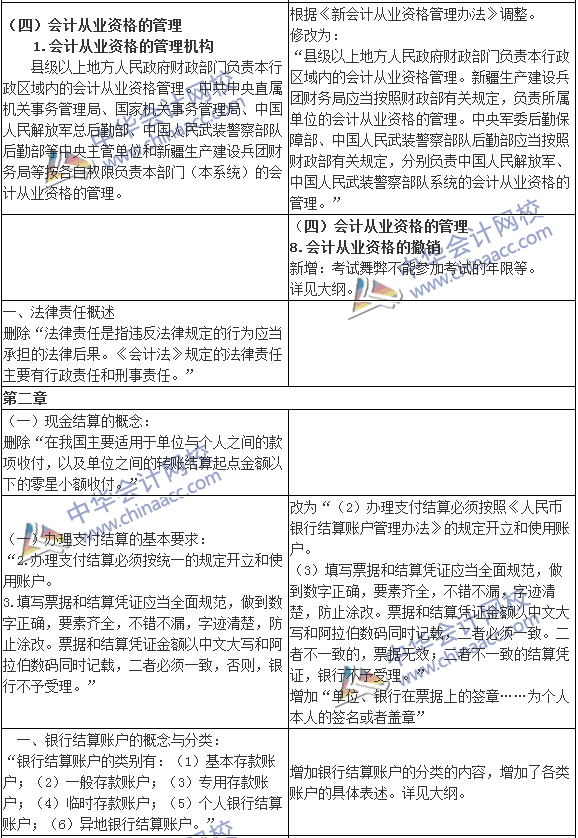 （四）会计从业资格的管理
1.会计从业资格的管理机构
县级以上地方人民政府财政部门负责本行
政区域内的会计从业资格管理。中共中央直属
机关事务管理局、国家机关事务管理局、中国
人民解放军总后勤部、中国人民武装警察部队
后勤部等中央主管单位和新疆生产建设兵团财
务局等按各自权限负责本部门（本系统）的会
计从业资格的管理。
根据《新会计从业资格管理办法》调整。
修改为：
“县级以上地方人民政府财政部门负责本行政
区域内的会计从业资格管理。新疆生产建设兵
团财务局应当按照财政部有关规定，负责所属
单位的会计从业资格的管理。中央军委后勤保
障部、中国人民武装警察部队后勤部应当按照
财政部有关规定，分别负责中国人民解放军、
中国人民武装警察部队系统的会计从业资格的
管理。”
（四）会计从业资格的管理
8.会计从业资格的撤销
新增：考试舞弊不能参加考试的年限等。
详见大纲。
一、法律责任概述
删除“法律责任是指违反法律规定的行为应当
承担的法律后果。《会计法》规定的法律责任
主要有行政责任和刑事责任。”
第二章
（一）现金结算的概念：
删除“在我国主要适用于单位与个人之间的款
项收付，以及单位之间的转账结算起点金额以
下的零星小额收付。”
（一）办理支付结算的基本要求：
“2.办理支付结算必须按统一的规定开立和使
用账户。
3.填写票据和结算凭证应当全面规范，做到数
字正确，要素齐全，不错不漏，字迹清楚，防
止涂改。票据和结算凭证金额以中文大写和阿
拉伯数码同时记载，二者必须一致，否则，银
行不予受理。”
改为“（2）办理支付结算必须按照《人民币
银行结算账户管理办法》的规定开立和使用账
户。
（3）填写票据和结算凭证应当全面规范，做
到数字正确，要素齐全，不错不漏，字迹清
楚，防止涂改。票据和结算凭证金额以中文大
写和阿拉伯数码同时记载，二者必须一致。二
者不一致的，票据无效；二者不一致的结算凭
证，银行不予受理。”
增加“单位、银行在票据上的签章……为个人
本人的签名或者盖章”
一、银行结算账户的概念与分类：
“银行结算账户的类别有：（1）基本存款账
户；（2）一般存款账户；（3）专用存款账
户；（4）临时存款账户；（5）个人银行结算
账户；（6）异地银行结算账户。”
增加银行结算账户的分类的内容，增加了各类
账户的具体表述。详见大纲。
中华会计网校
www.chinaacc.com
中华会计网校
www.chinaacc.com
中华会计网校
www.chinaacc.com
中华会计网校
www.chinaacc.com